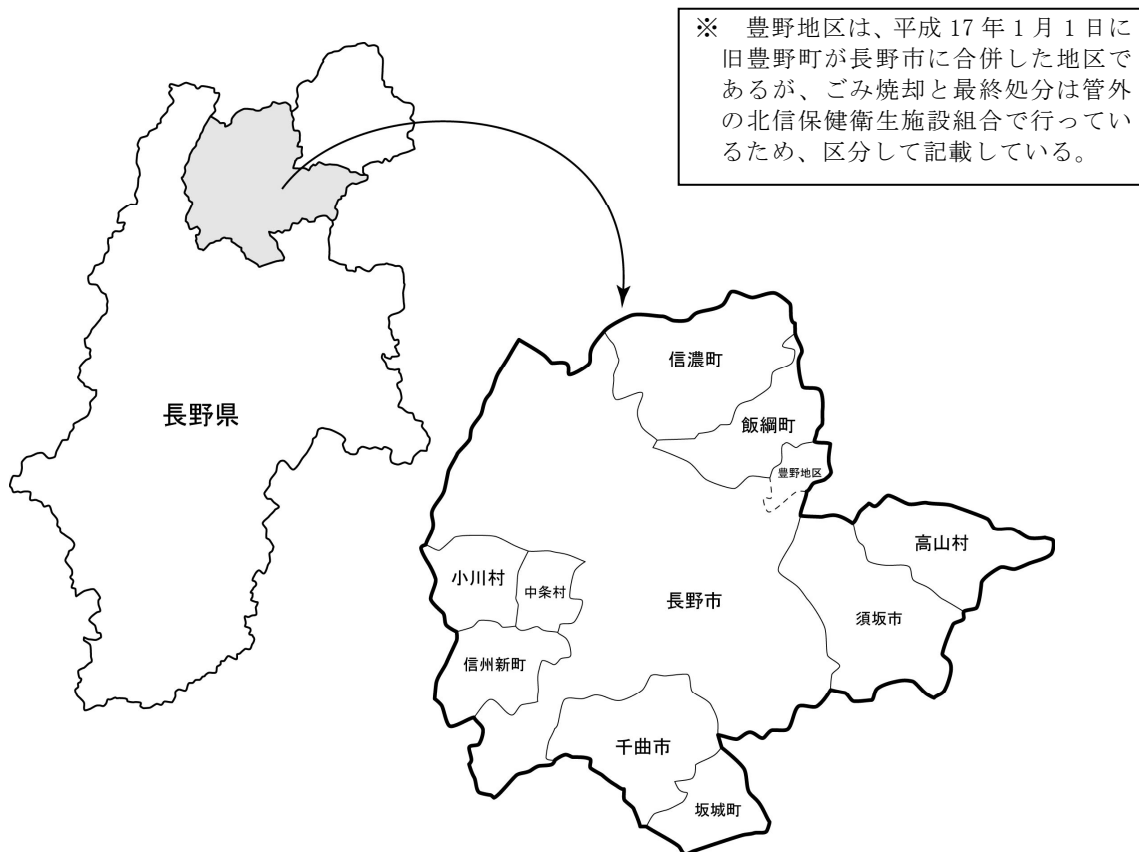 ※ 豊野地区は、平成 17 年 1 月 1 日に
旧豊野町が長野市に合併した地区で
あるが、ごみ焼却と最終処分は管外
の北信保健衛生施設組合で行ってい
るため、区分して記載している。
長野県
信濃町
飯綱町
豊野地区
高山村
小川村
中条村
長野市
須坂市
信州新町
千曲市
坂城町